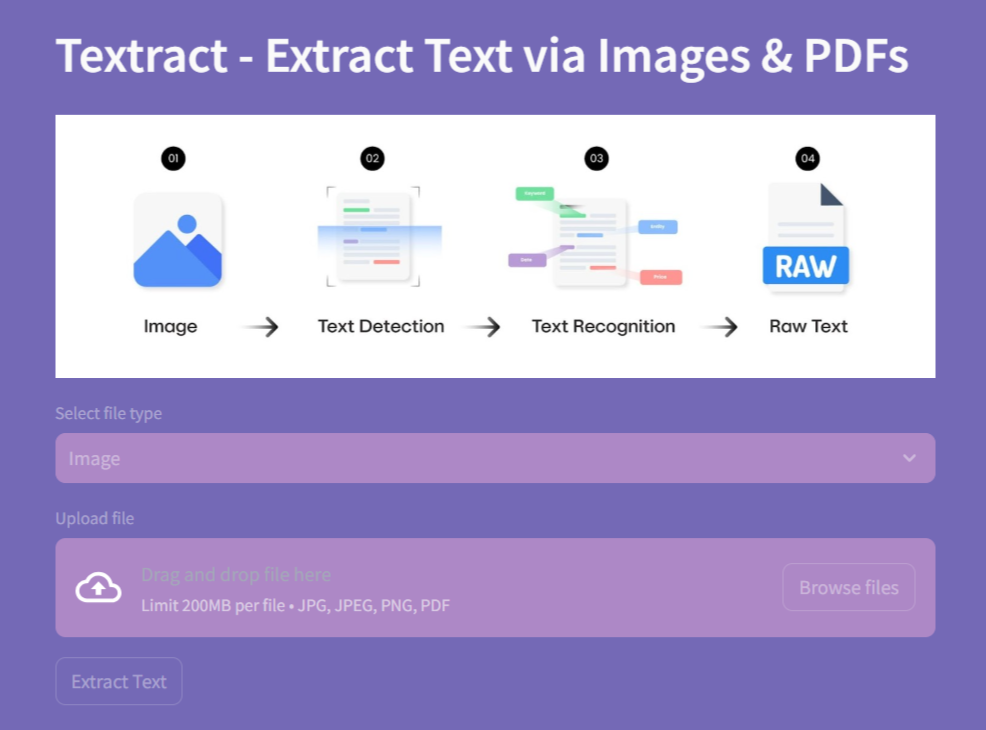 Textract - Extract Text via Images & PDFs
01 02 03 04
Keyword
Entity
Date
Price
RAW
Image → Text Detection → Text Recognition → Raw Text
Select file type
Image
Upload file
Drag and drop file here
Limit 200MB per file • JPG, JPEG, PNG, PDF
Browse files
Extract Text